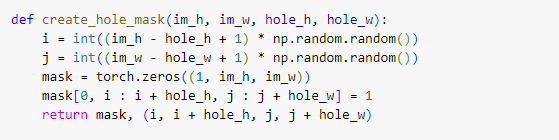 def create_hole_mask(im_h, im_w, hole_h, hole_w):
    i = int((im_h - hole_h + 1) * np.random.random())
    j = int((im_w - hole_w + 1) * np.random.random())
    mask = torch.zeros((1, im_h, im_w))
    mask[0, i : i + hole_h, j : j + hole_w] = 1
    return mask, (i, i + hole_h, j, j + hole_w)